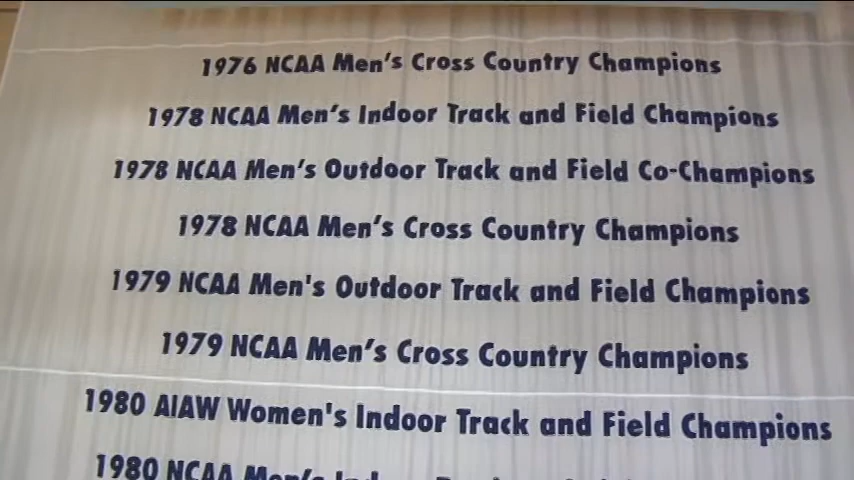 1976 NCAA Men's Cross Country Champions
1978 NCAA Men's Indoor Track and Field Champions
1978 NCAA Men's Outdoor Track and Field Co-Champions
1978 NCAA Men's Cross Country Champions
1979 NCAA Men's Outdoor Track and Field Champions
1979 NCAA Men's Cross Country Champions
1980 AIAW Women's Indoor Track and Field Champions
1980 NCAA Men's